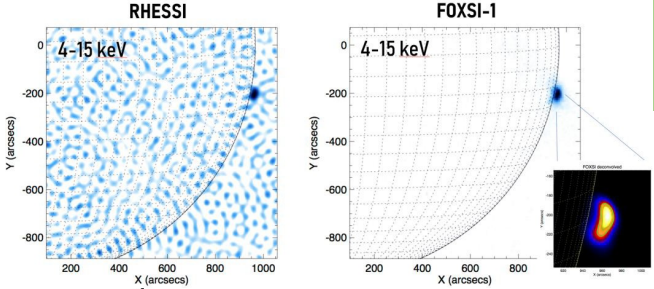 RHESSI
4-15 keV
0
-200
-400
-600
-800
200 400 600 800 1000
X (arcsecs)
Y (arcsecs)
FOXSI-1
4-15 keV
0
-200
-400
-600
-800
200 400 600 800
X (arcsecs)
Y (arcsecs)
FOXSI deconvolved